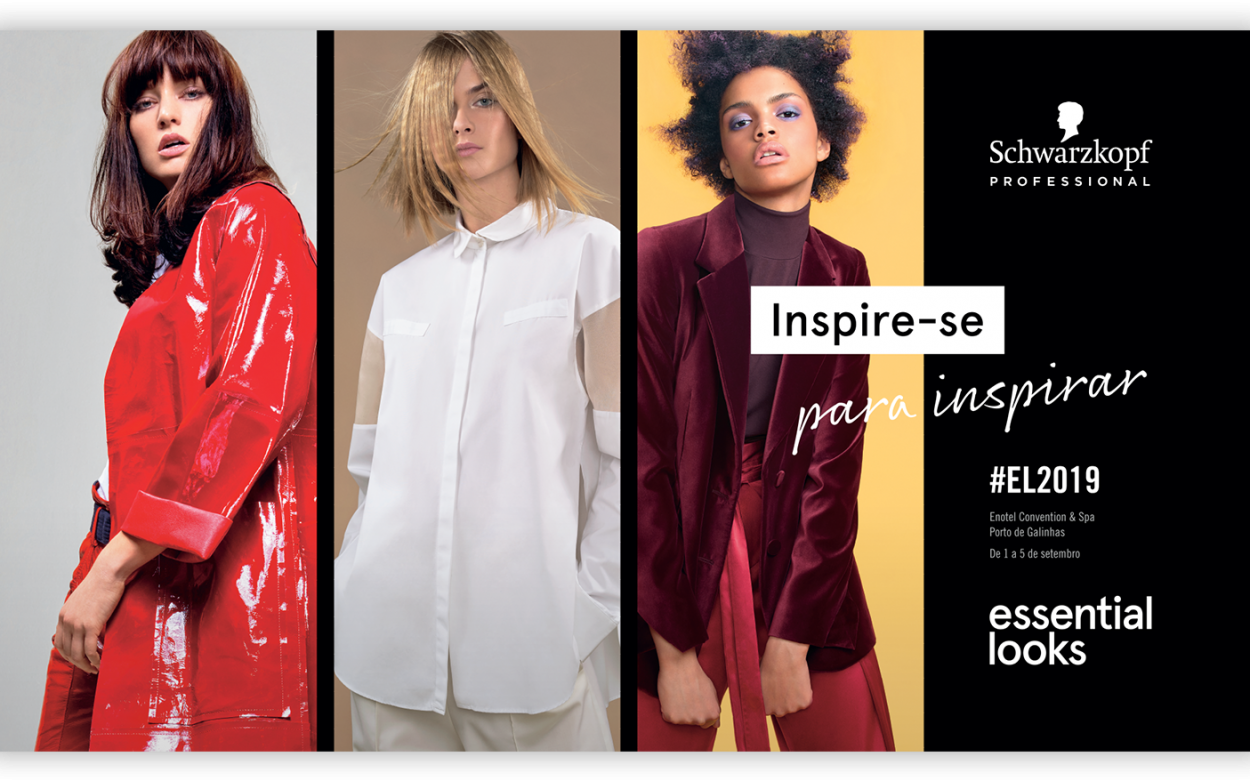 Schwarzkopf
PROFESSIONAL
Inspire-se
para inspirar
#EL2019
Enotel Convention & Spa
Porto de Galinhas
De 1 a 5 de setembro
essential
looks